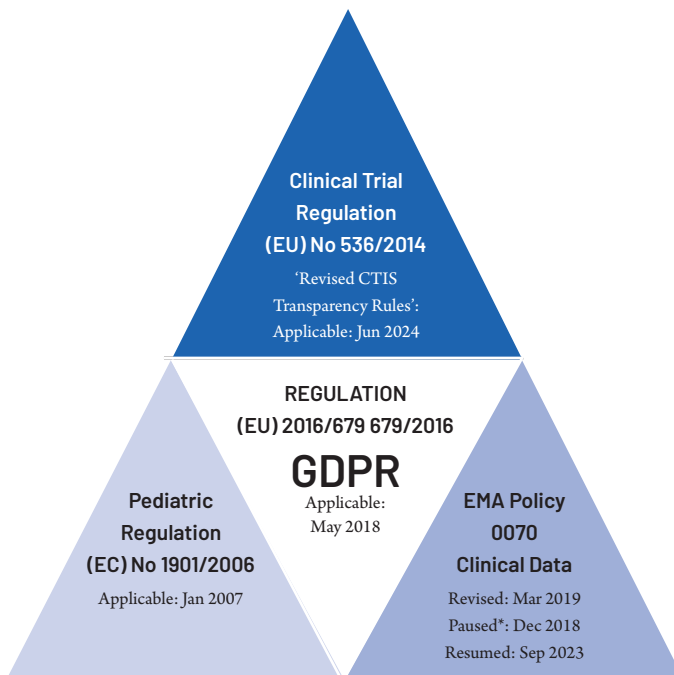 Clinical Trial
Regulation
(EU) No 536/2014
‘Revised CTIS
Transparency Rules’:
Applicable: Jun 2024
REGULATION
(EU) 2016/679 679/2016
GDPR
Applicable:
May 2018
Pediatric
Regulation
(EC) No 1901/2006
Applicable: Jan 2007
EMA Policy
0070
Clinical Data
Revised: Mar 2019
Paused*: Dec 2018
Resumed: Sep 2023